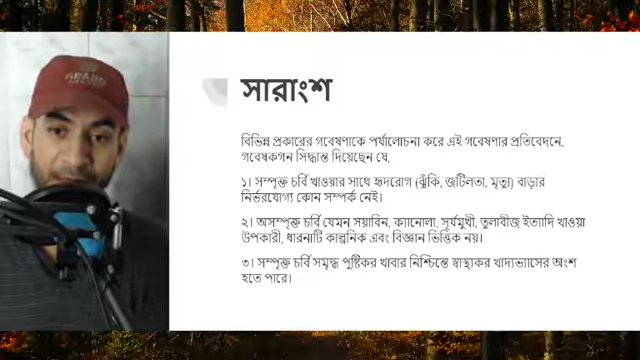 GRAND
সারাংশ
বিভিন্ন প্রকারের গবেষণাকে পর্যালোচনা করে এই গবেষণার প্রতিবেদনে,
গবেষকগন সিদ্ধান্ত দিয়েছেন যে,
১। সম্পৃক্ত চর্বি খাওয়ার সাথে হৃদরোগ (ঝুঁকি, জটিলতা, মৃত্যু) বাড়ার
নির্ভরযোগ্য কোন সম্পর্ক নেই।
২। অসম্পৃক্ত চর্বি যেমন সয়াবিন, ক্যানোলা, সূর্যমুখী, তুলাবীজ ইত্যাদি খাওয়া
উপকারী, ধারনাটি কাল্পনিক এবং বিজ্ঞান ভিত্তিক নয়।
৩। সম্পৃক্ত চর্বি সমৃদ্ধ পুষ্টিকর খাবার নিশ্চিন্তে স্বাস্থ্যকর খাদ্যভ্যাসের অংশ
হতে পারে।